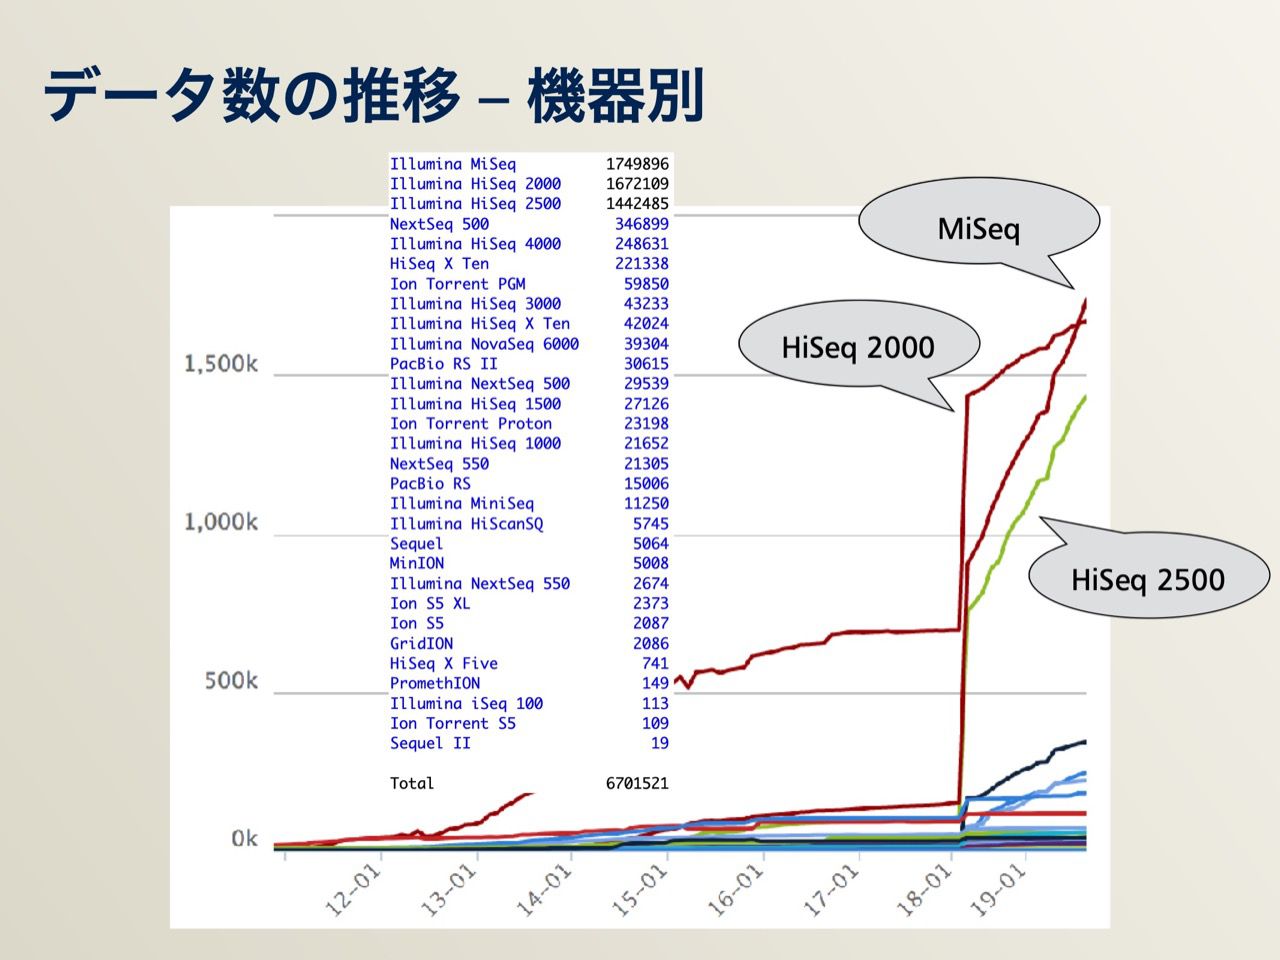 データ数の推移 – 機器別
Illumina MiSeq 1749896
Illumina HiSeq 2000 1672109
Illumina HiSeq 2500 1442485
NextSeq 500 346899
Illumina HiSeq 4000 248631
HiSeq X Ten 221338
Ion Torrent PGM 59850
Illumina HiSeq 3000 43233
Illumina HiSeq X Ten 42024
Illumina NovaSeq 6000 39304
PacBio RS II 30615
Illumina NextSeq 500 29539
Illumina HiSeq 1500 27126
Ion Torrent Proton 23198
Illumina HiSeq 1000 21652
NextSeq 550 21305
PacBio RS 15006
Illumina MiniSeq 11250
Illumina HiScanSQ 5745
Sequel 5064
MinION 5008
Illumina NextSeq 550 2674
Ion S5 XL 2373
Ion S5 2087
GridION 2086
HiSeq X Five 741
PromethION 149
Illumina iSeq 100 113
Ion Torrent S5 109
Sequel II 19
Total 6701521
MiSeq
HiSeq 2000
HiSeq 2500
1,500k
1,000k
500k
0k
12-01
13-01
14-01
15-01
16-01
17-01
18-01
19-01